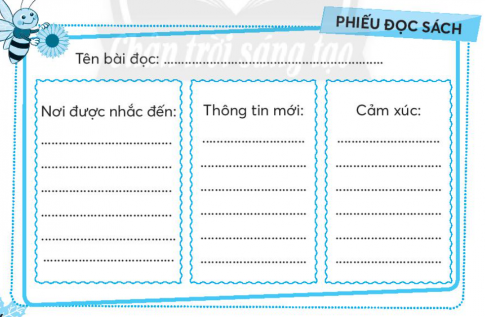 PHIẾU ĐỌC SÁCH
Chân trời sáng tạo
Tên bài đọc: ................................................................
Nơi được nhắc đến:
Thông tin mới:
Cảm xúc: